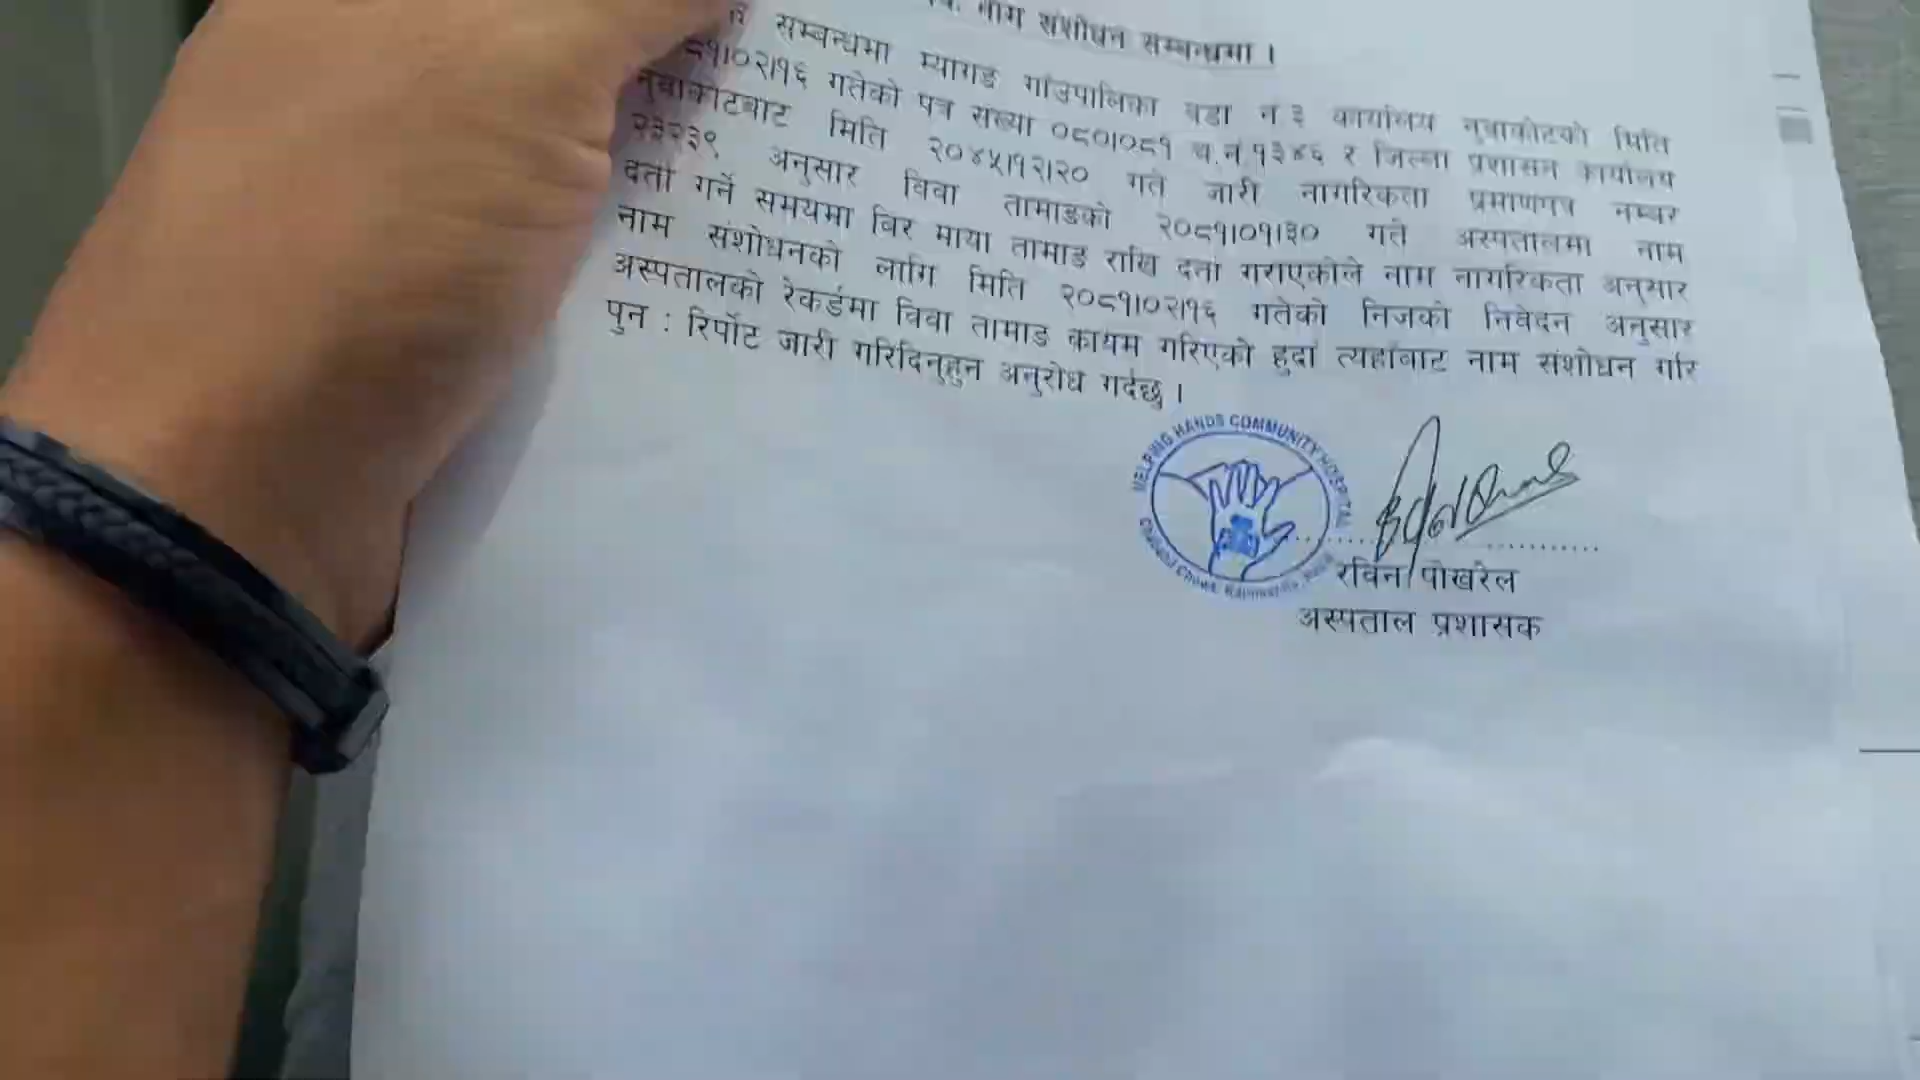 नाम संशोधन सम्बन्धमा ।
सम्बन्धमा म्यागङ गाँउपालिका वडा न ३ कार्यालय नुवाकोटको मिति
८१।०२।१६ गतेको पत्र संख्या ०८०।०८१ च.न.१३४६ र जिल्ला प्रशासन कार्यालय
नुवाकोटबाट मिति २०४५।१२।२० गते जारी नागरिकता प्रमाणपत्र नम्बर
२३२३९ अनुसार विवा तामाङको २०८१।०१।३० गते अस्पतालमा नाम
दर्ता गर्ने समयमा विर माया तामाङ राखि दर्ता गराएकोले नाम नागरिकता अनुसार
नाम संशोधनको लागि मिति २०८१।०२।१६ गतेको निजको निवेदन अनुसार
अस्पतालको रेकर्डमा विवा तामाङ कायम गरिएको हुदाँ त्यहाँबाट नाम संशोधन गरि
पुन : रिर्पोट जारी गरिदिनुहुन अनुरोध गर्दछु ।
HELPING HANDS COMMUNITY HOSPITAL
रविन पोखरेल
अस्पताल प्रशासक